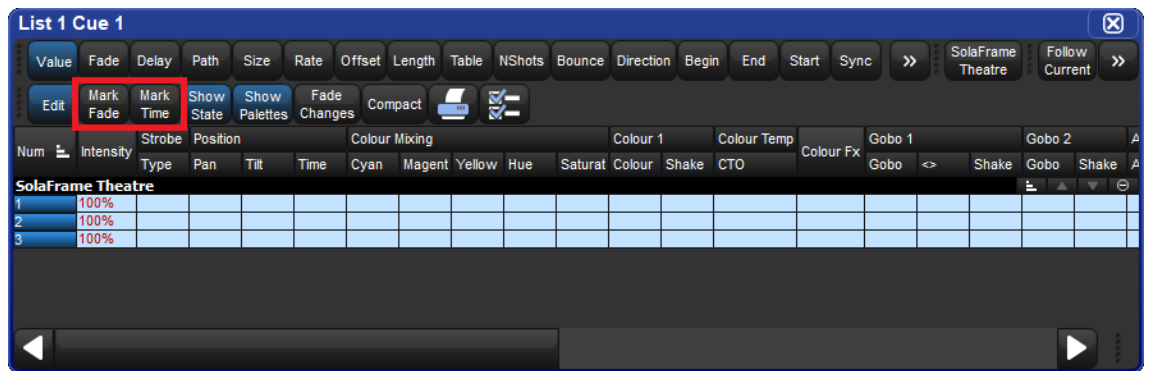 List 1 Cue 1
Value Fade Delay Path Size Rate Offset Length Table NShots Bounce Direction Begin End Start Sync » SolaFrame Theatre Follow Current »
Edit Mark Fade Mark Time Show State Show Palettes Fade Changes Compact
Num Intensity Strobe Position Colour Mixing Colour 1 Colour Temp Colour Fx Gobo 1 Gobo 2 A
Type Pan Tilt Time Cyan Magent Yellow Hue Saturat Colour Shake CTO Gobo <> Shake Gobo Shake A
SolaFrame Theatre
1 100%
2 100%
3 100%